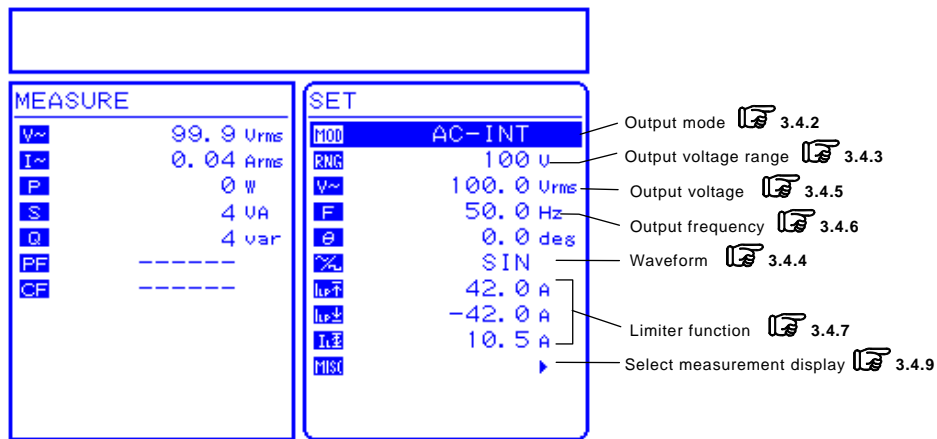 MEASURE
V~ 99.9 Vrms
I~ 0.04 Arms
P 0 W
S 4 VA
Q 4 var
PF ------
CF ------
SET
MOD AC-INT
RNG 100 V
V~ 100.0 Vrms
F 50.0 Hz
θ 0.0 deg
SIN
42.0 A
-42.0 A
10.5 A
MISC
Output mode 3.4.2
Output voltage range 3.4.3
Output voltage 3.4.5
Output frequency 3.4.6
Waveform 3.4.4
Limiter function 3.4.7
Select measurement display 3.4.9